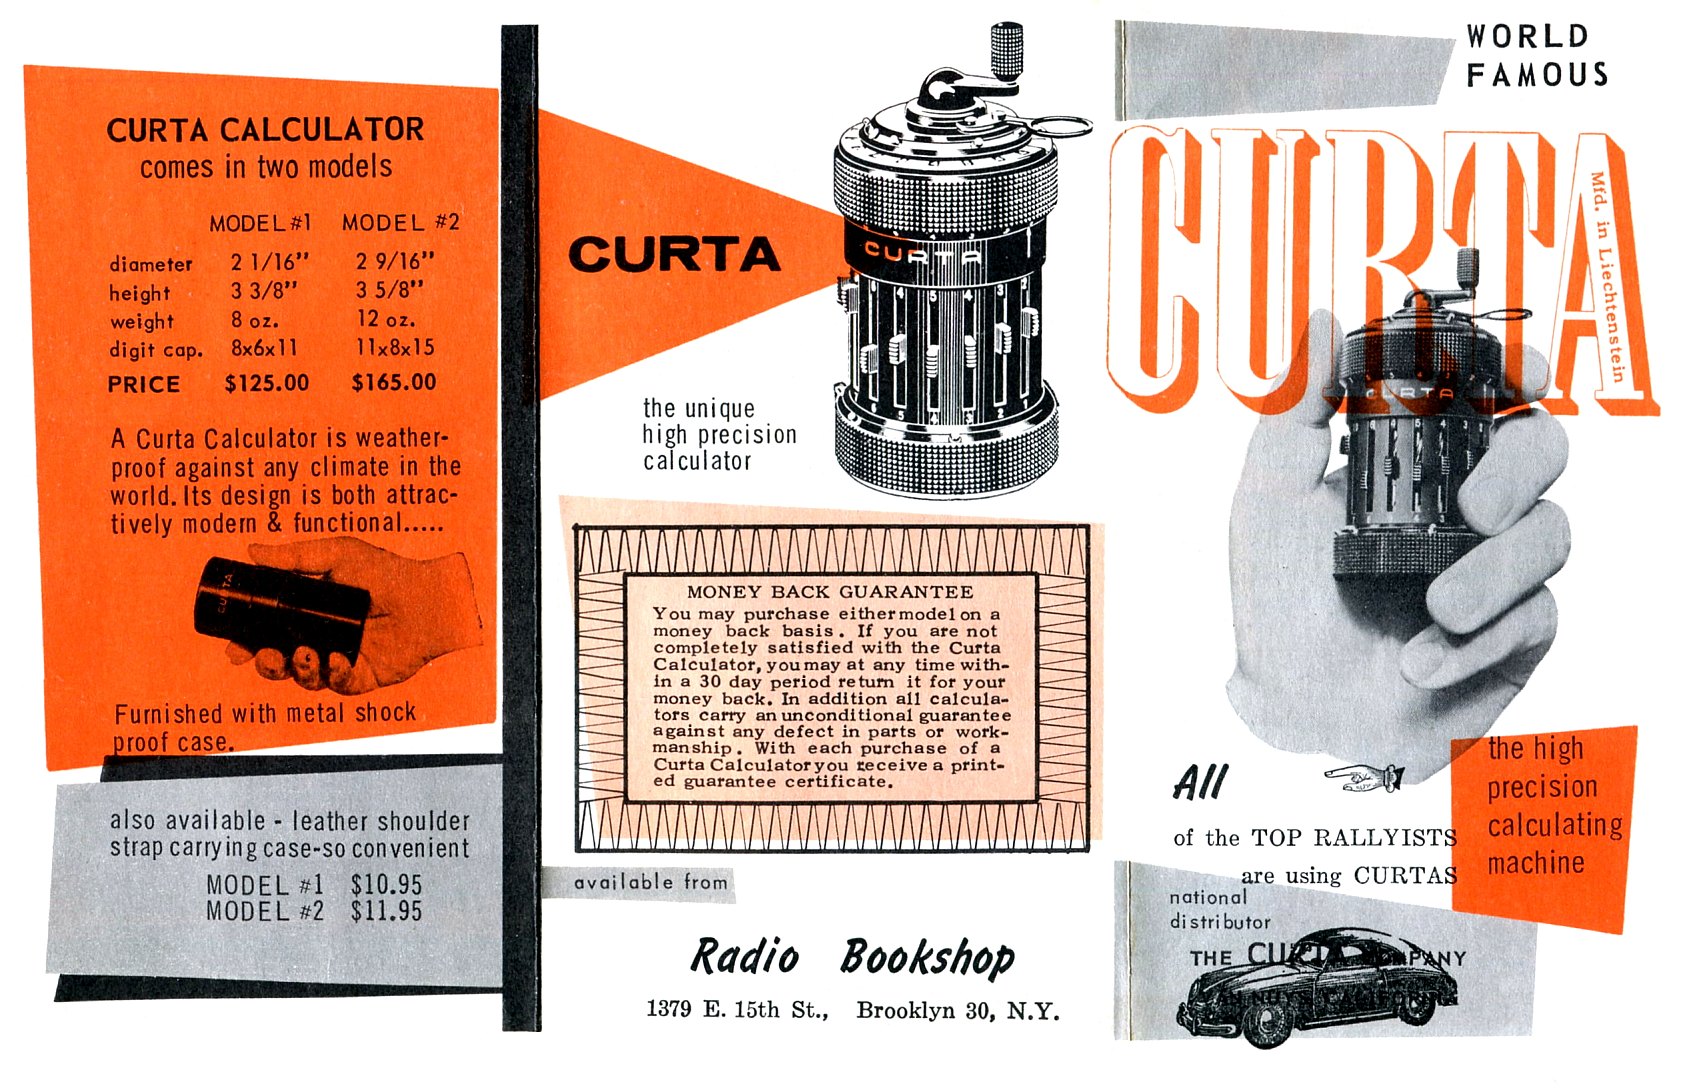 CURTA CALCULATOR
comes in two models
MODEL #1 MODEL #2
diameter 2 1/16" 2 9/16"
height 3 3/8" 3 5/8"
weight 8 oz. 12 oz.
digit cap. 8x6x11 11x8x15
PRICE $125.00 $165.00
A Curta Calculator is weather-
proof against any climate in the
world. Its design is both attrac-
tively modern & functional.....
CURTA
Furnished with metal shock
proof case.
also available - leather shoulder
strap carrying case-so convenient
MODEL #1 $10.95
MODEL #2 $11.95
CURTA
CURTA
the unique
high precision
calculator
MONEY BACK GUARANTEE
You may purchase either model on a
money back basis. If you are not
completely satisfied with the Curta
Calculator, you may at any time with-
in a 30 day period return it for your
money back. In addition all calcula-
tors carry an unconditional guarantee
against any defect in parts or work-
manship. With each purchase of a
Curta Calculator you receive a print-
ed guarantee certificate.
available from
Radio Bookshop
1379 E. 15th St., Brooklyn 30, N.Y.
WORLD
FAMOUS
CURTA
Mfd. in Liechtenstein
CURTA
the high
precision
calculating
machine
All
of the TOP RALLYISTS
are using CURTAS
national
distributor
THE CURTA COMPANY
VAN NUYS, CALIFORNIA